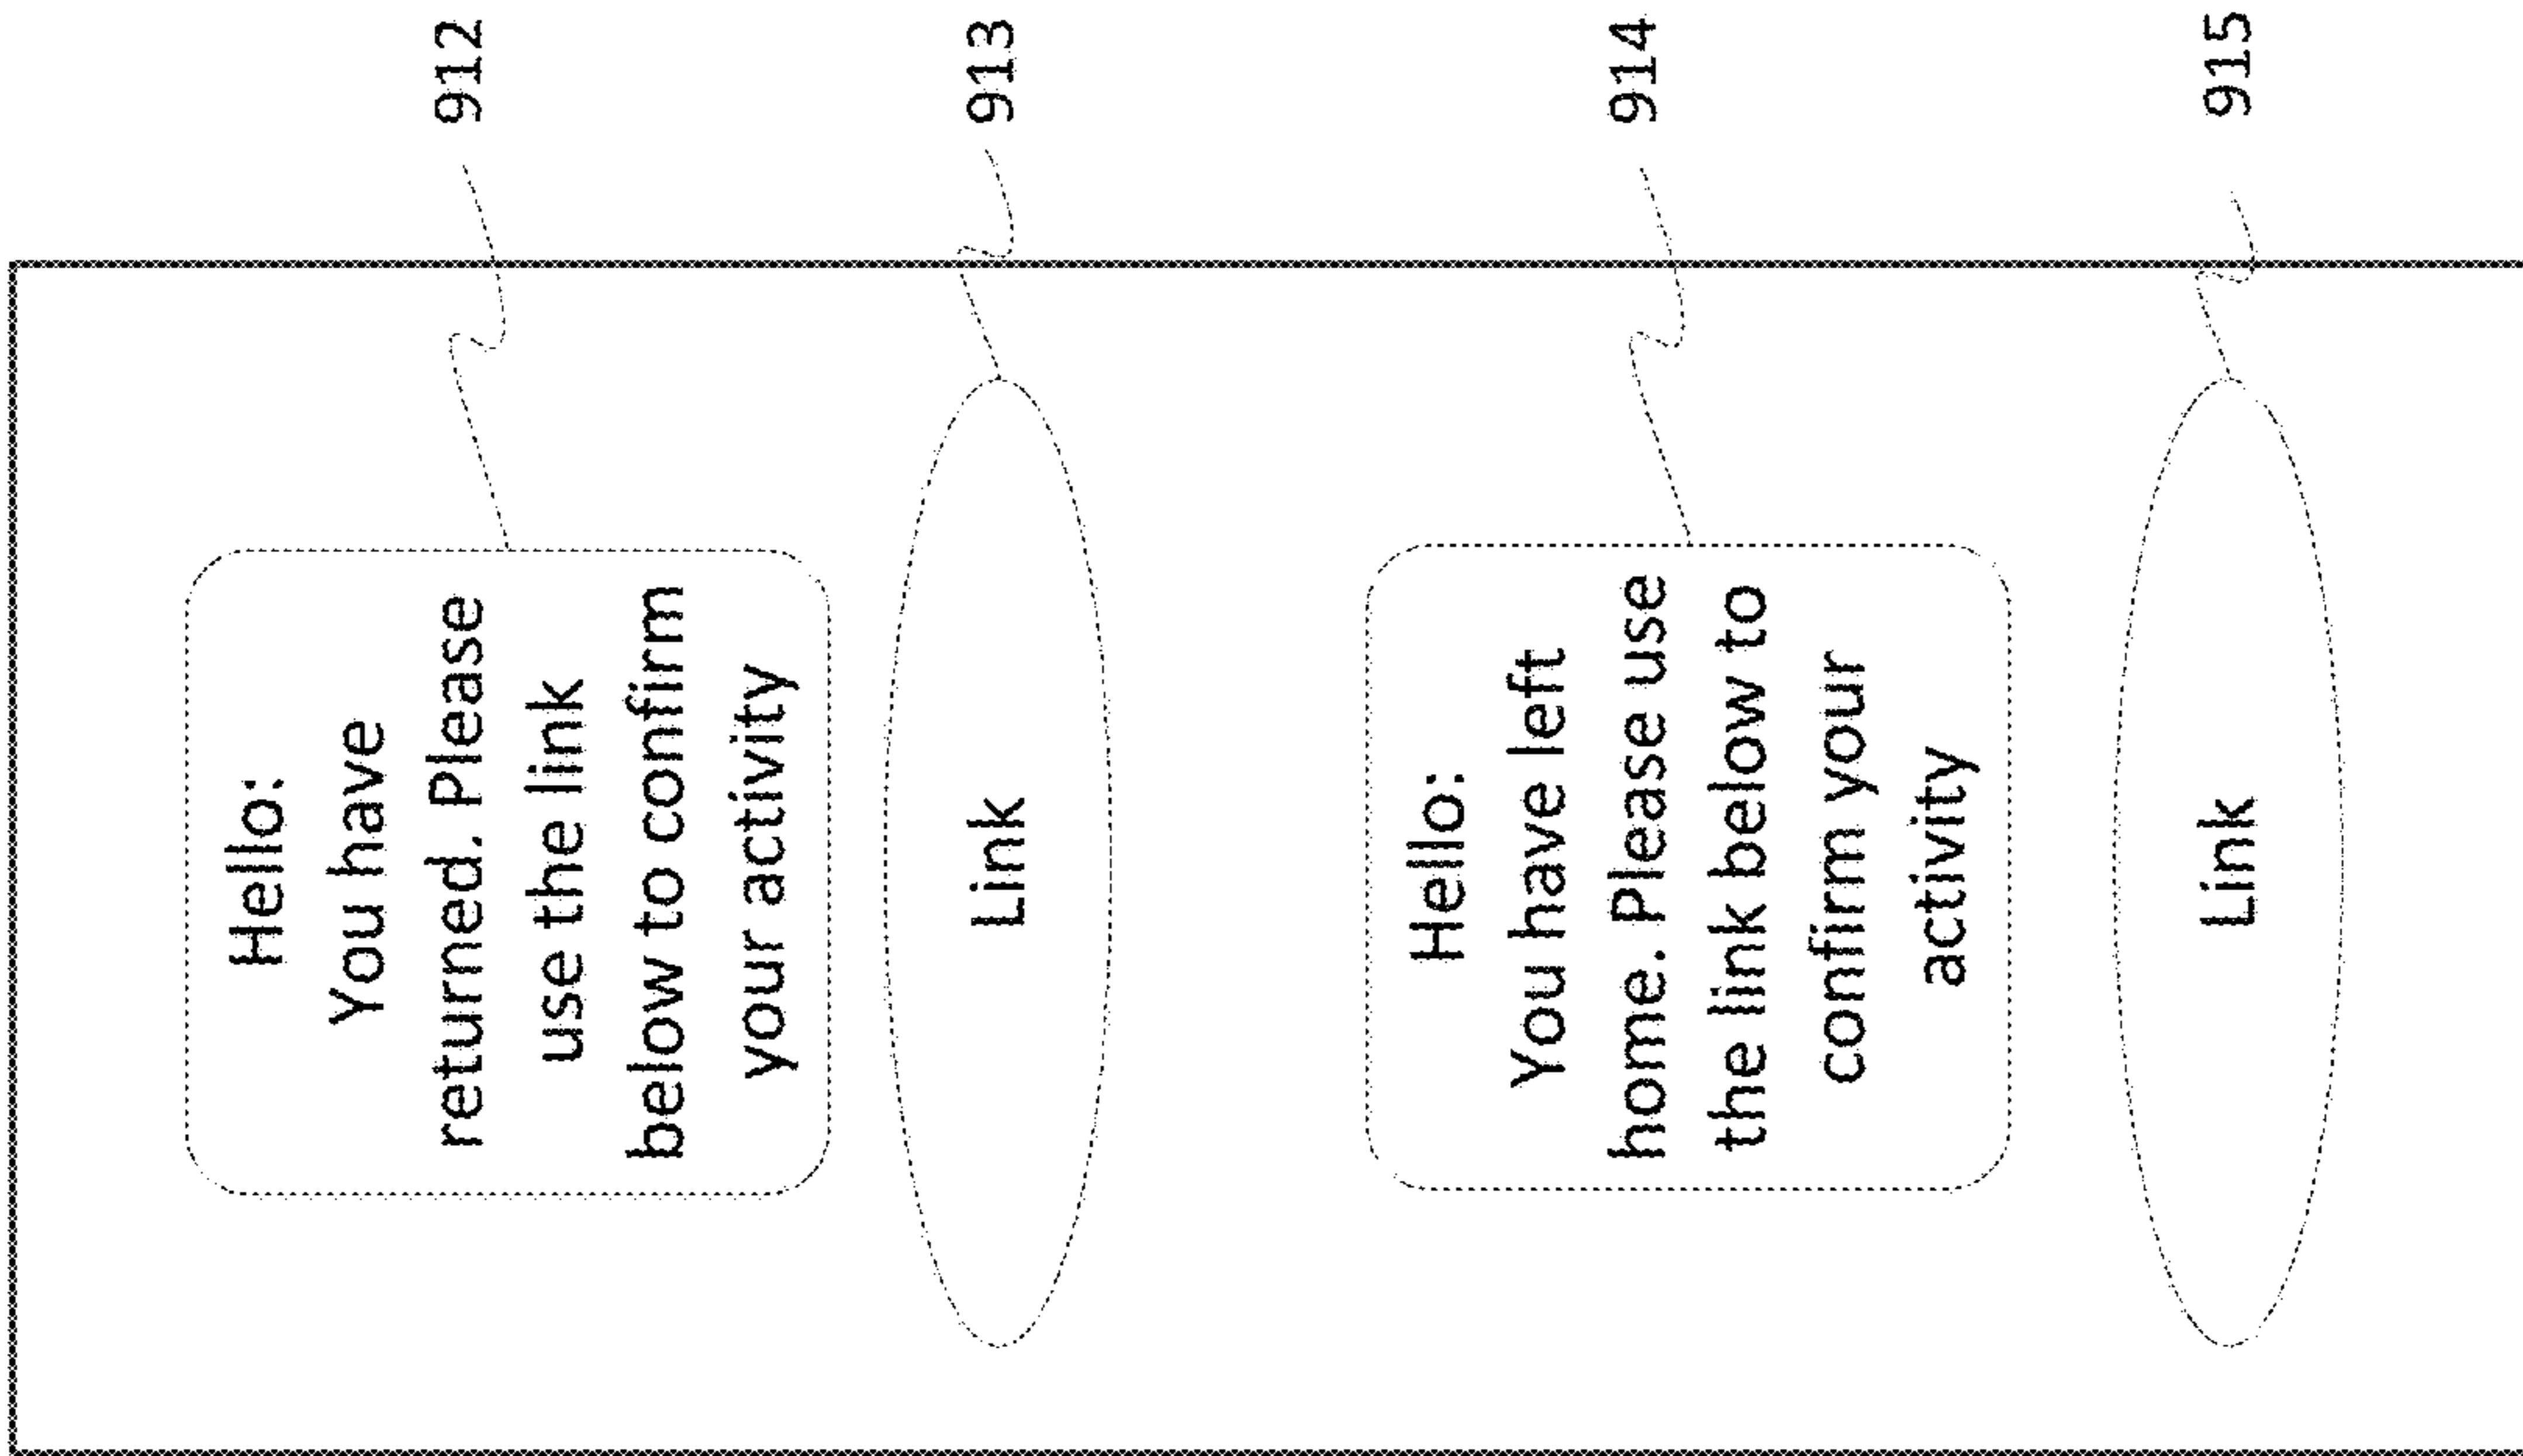 Hello:
You have
returned. Please
use the link
below to confirm
your activity
912
Link
913
Hello:
You have left
home. Please use
the link below to
confirm your
activity
914
Link
915